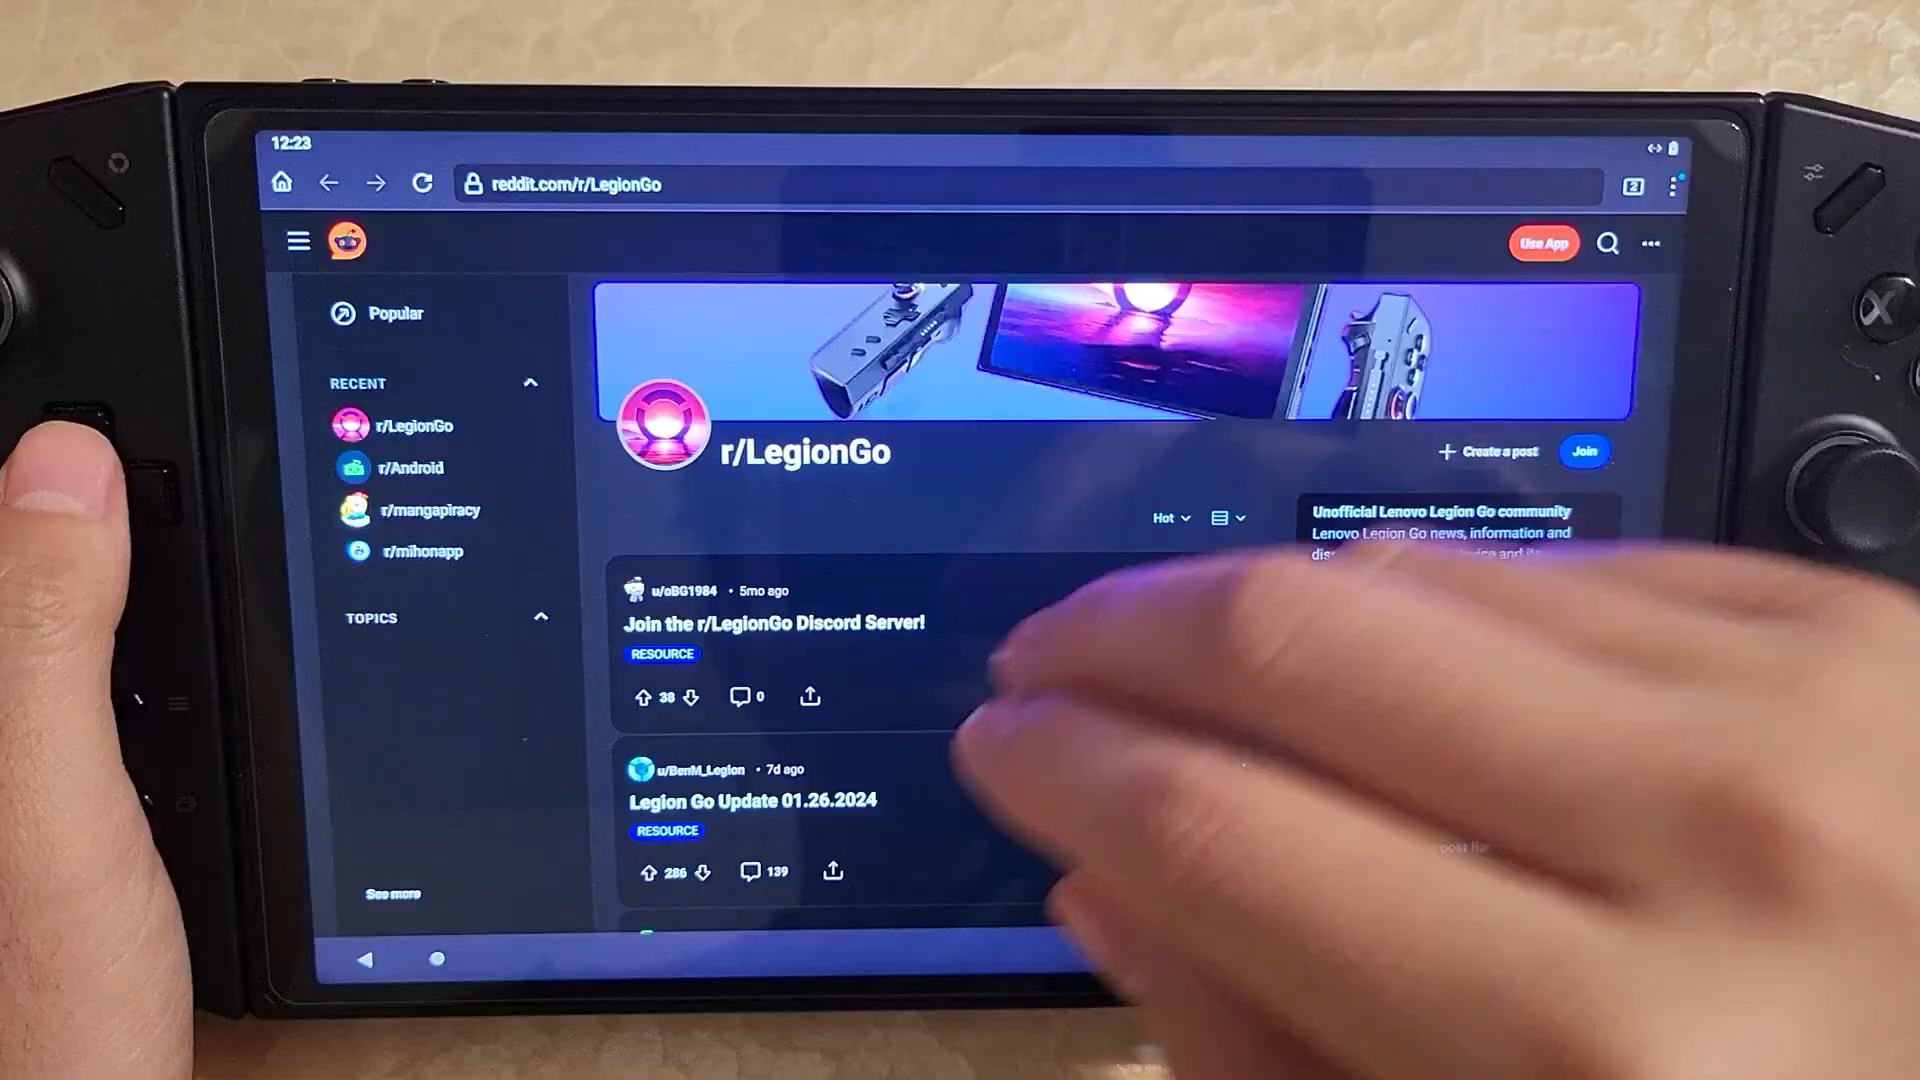 12:23
reddit.com/r/LegionGo
2
Use App
Popular
RECENT
r/LegionGo
r/Android
r/mangapiracy
r/mihonapp
TOPICS
See more
r/LegionGo
Create a post
Join
Hot
Unofficial Lenovo Legion Go community
Lenovo Legion Go news, information and
u/oBG1984 • 5mo ago
Join the r/LegionGo Discord Server!
RESOURCE
38
0
u/BenM_Legion • 7d ago
Legion Go Update 01.26.2024
RESOURCE
286
139
post
X